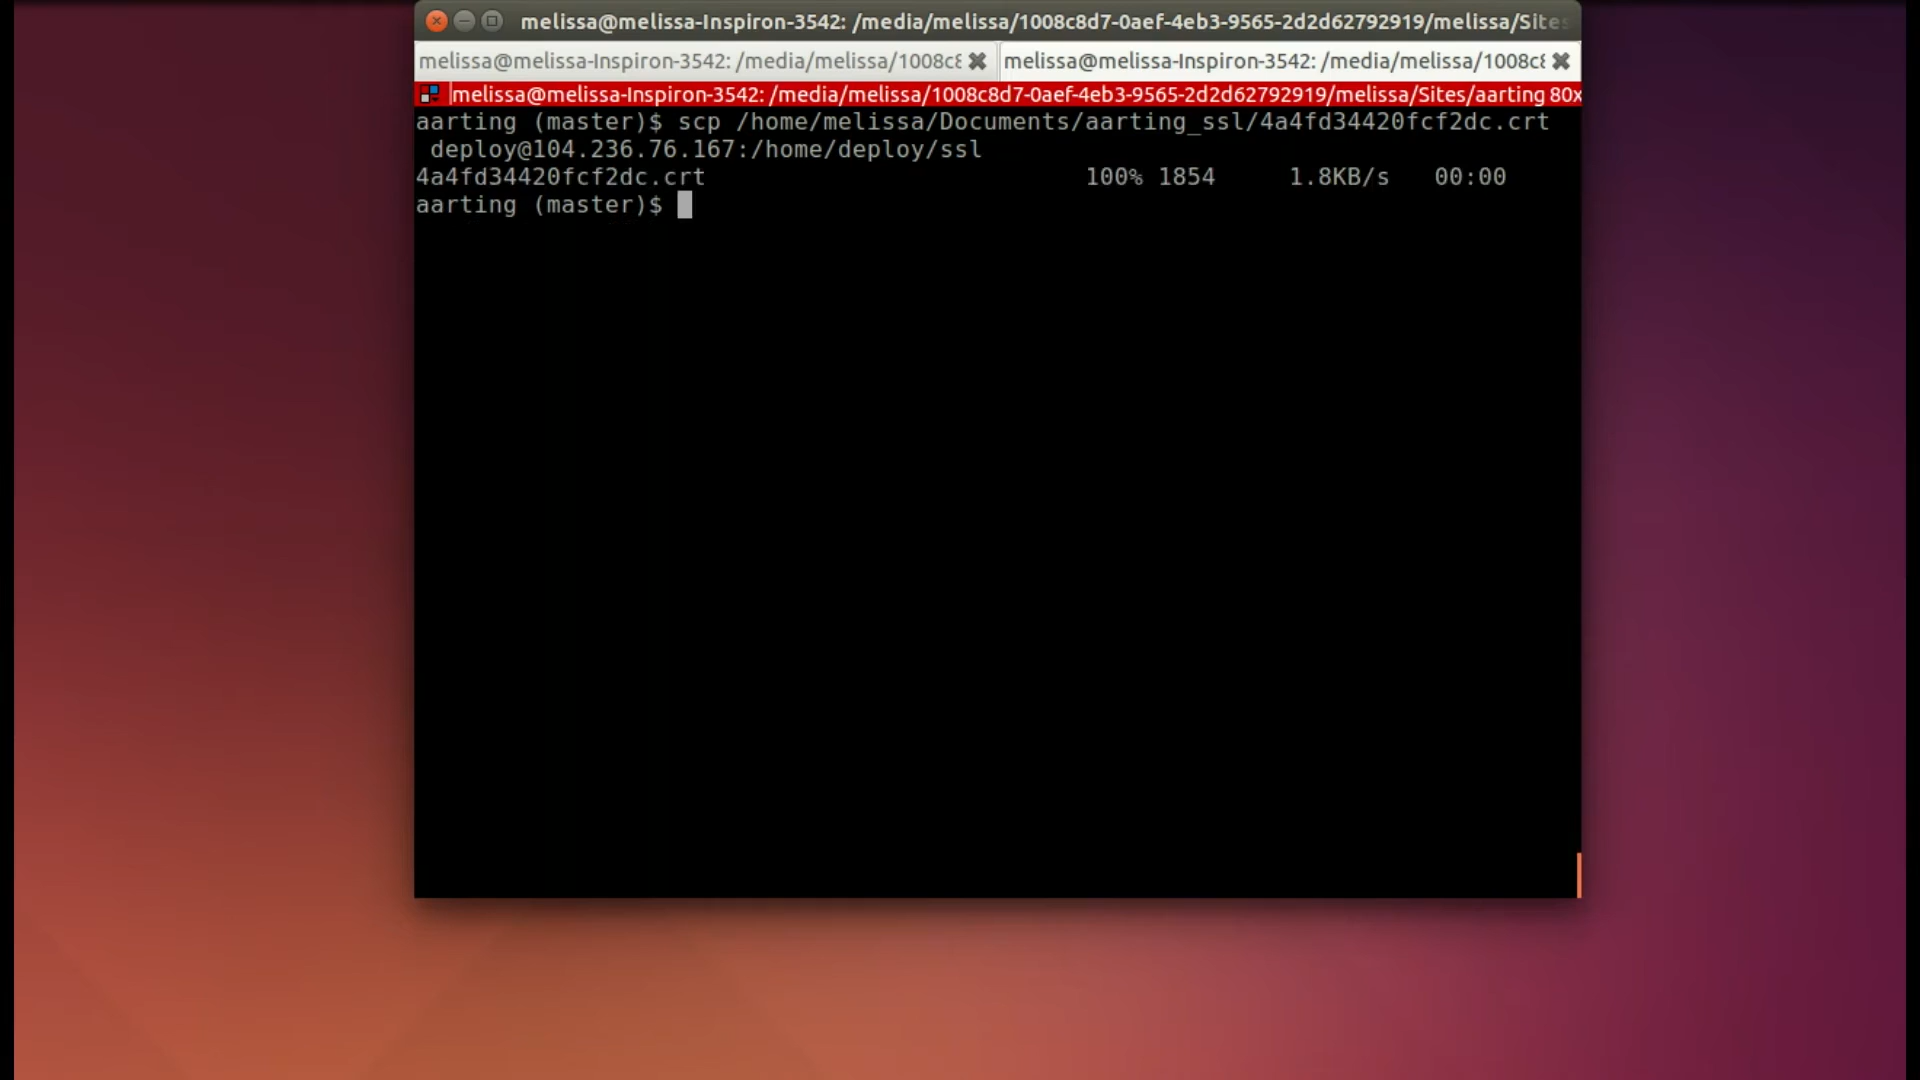 melissa@melissa-Inspiron-3542: /media/melissa/1008c8d7-0aef-4eb3-9565-2d2d62792919/melissa/Sites
melissa@melissa-Inspiron-3542: /media/melissa/1008c8 melissa@melissa-Inspiron-3542: /media/melissa/1008c8
melissa@melissa-Inspiron-3542: /media/melissa/1008c8d7-0aef-4eb3-9565-2d2d62792919/melissa/Sites/aarting 80x
aarting (master)$ scp /home/melissa/Documents/aarting_ssl/4a4fd34420fcf2dc.crt
deploy@104.236.76.167:/home/deploy/ssl
4a4fd34420fcf2dc.crt 100% 1854 1.8KB/s 00:00
aarting (master)$